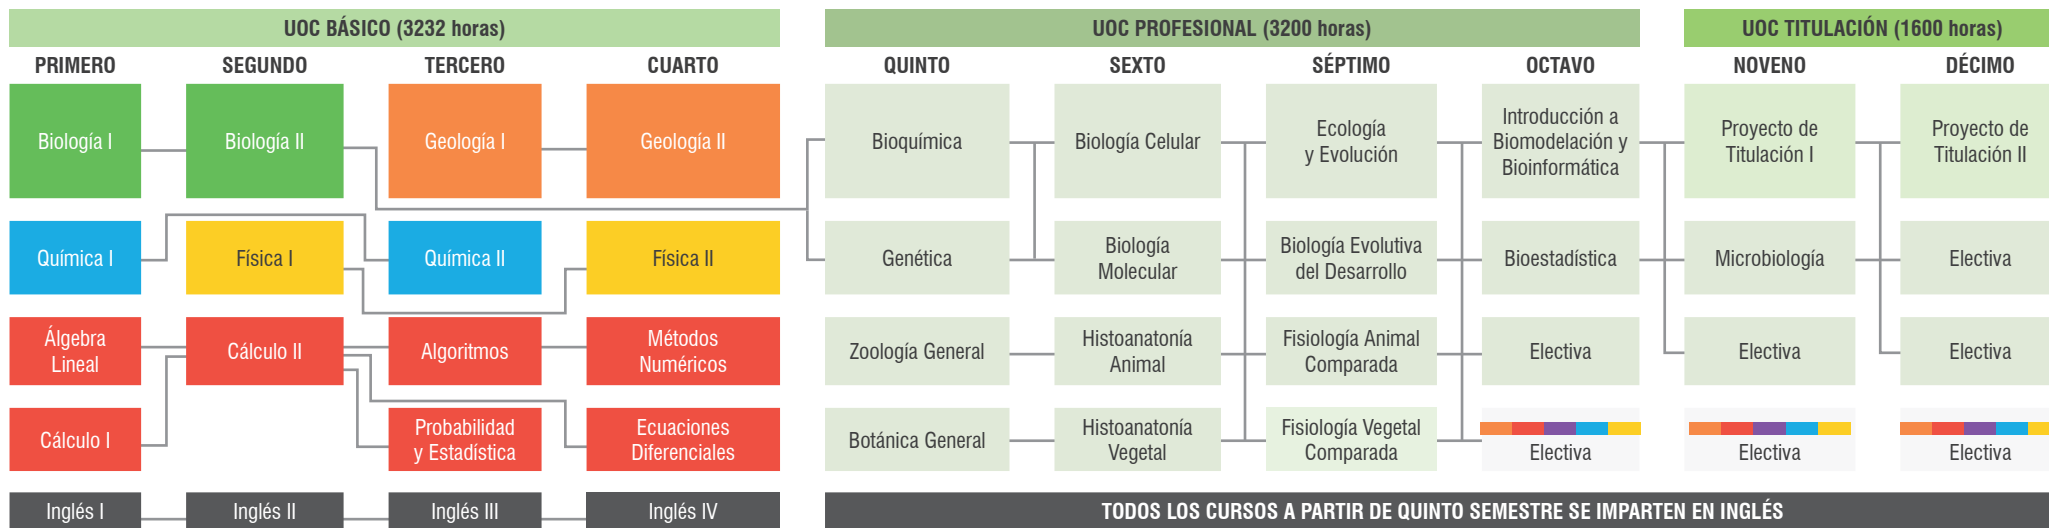 UOC BÁSICO (3232 horas)
UOC PROFESIONAL (3200 horas)
UOC TITULACIÓN (1600 horas)
PRIMERO
SEGUNDO
TERCERO
CUARTO
QUINTO
SEXTO
SÉPTIMO
OCTAVO
NOVENO
DÉCIMO
Biología I
Biología II
Geología I
Geología II
Bioquímica
Biología Celular
Ecología
y Evolución
Introducción a
Biomodelación y
Bioinformática
Proyecto de
Titulación I
Proyecto de
Titulación II
Química I
Física I
Química II
Física II
Genética
Biología
Molecular
Biología Evolutiva
del Desarrollo
Bioestadística
Microbiología
Electiva
Álgebra
Lineal
Cálculo II
Algoritmos
Métodos
Numéricos
Zoología General
Histoanatonía
Animal
Fisiología Animal
Comparada
Electiva
Electiva
Electiva
Cálculo I
Probabilidad
y Estadística
Ecuaciones
Diferenciales
Botánica General
Histoanatonía
Vegetal
Fisiología Vegetal
Comparada
Electiva
Electiva
Electiva
Inglés I
Inglés II
Inglés III
Inglés IV
TODOS LOS CURSOS A PARTIR DE QUINTO SEMESTRE SE IMPARTEN EN INGLÉS